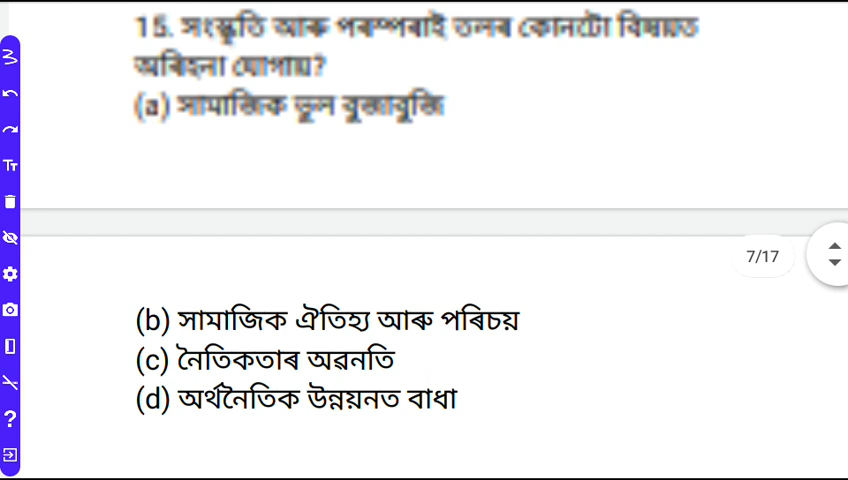 15. সংস্কৃতি আৰু পৰম্পৰাই তলৰ কোনটো বিষয়ত
অৰিহনা যোগায়?
(a) সামাজিক ভুল বুজাবুজি
7/17
(b) সামাজিক ঐতিহ্য আৰু পৰিচয়
(c) নৈতিকতাৰ অৱনতি
(d) অৰ্থনৈতিক উন্নয়নত বাধা